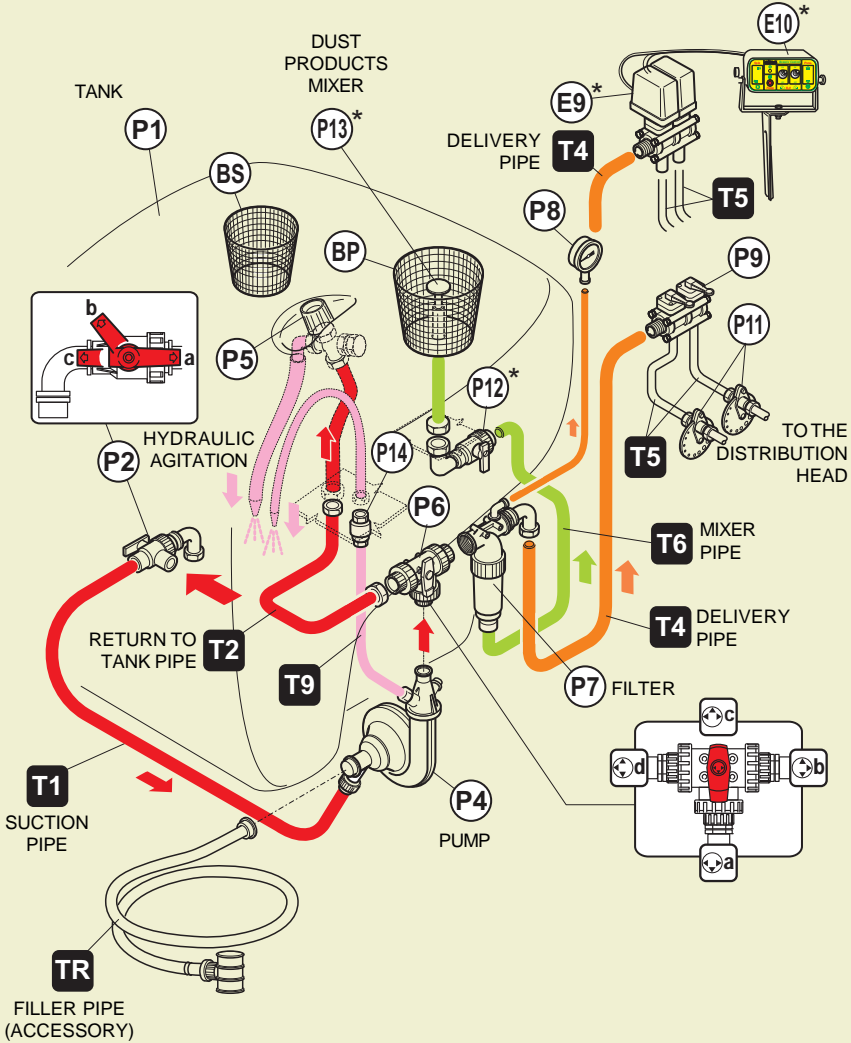 E10*
DUST
PRODUCTS
MIXER
TANK
E9*
P13*
P1
DELIVERY
PIPE
T4
BS
T5
P8
BP
P9
b
c
a
P11
P5
P12*
HYDRAULIC
AGITATION
P14
TO THE
DISTRIBUTION
HEAD
P2
T5
P6
T6
MIXER
PIPE
T4
DELIVERY
PIPE
RETURN TO
TANK PIPE
T2
T9
P7
FILTER
c
d
b
T1
P4
SUCTION
PIPE
PUMP
a
TR
FILLER PIPE
(ACCESSORY)